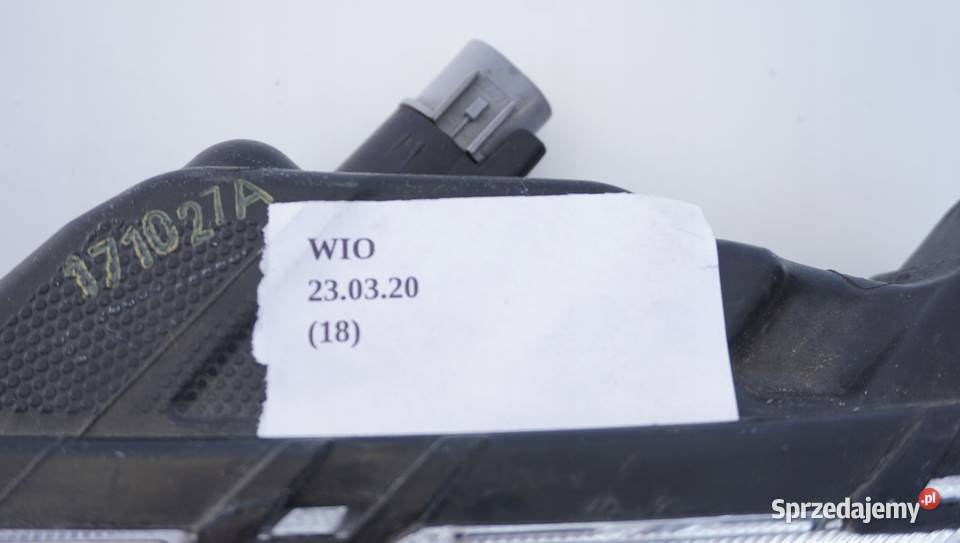 171027A
WIO
23.03.20
(18)
Sprzedajemy.pl